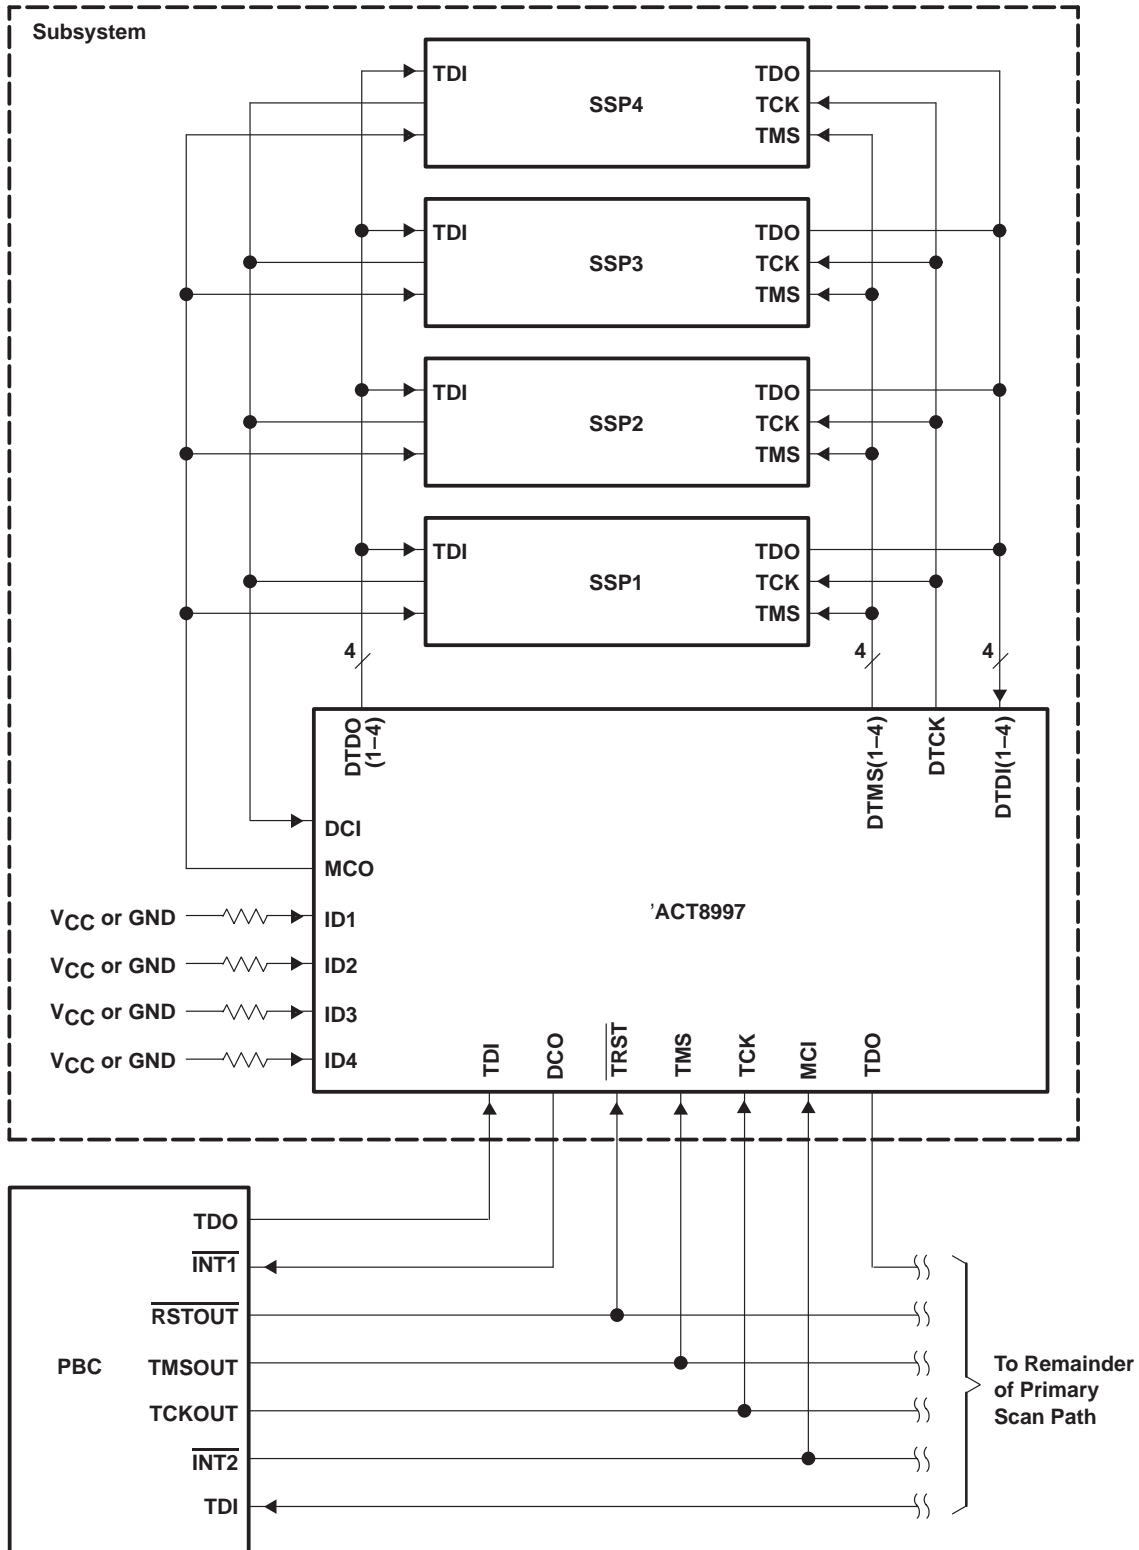 Subsystem
TDI
SSP4
TDO
TCK
TMS
TDI
SSP3
TDO
TCK
TMS
TDI
SSP2
TDO
TCK
TMS
TDI
SSP1
TDO
TCK
TMS
4
4
4
DTDO
(1–4)
DTMS(1–4)
DTCK
DTDI(1–4)
DCI
MCO
VCC or GND
ID1
'ACT8997
VCC or GND
ID2
VCC or GND
ID3
VCC or GND
ID4
TDI
DCO
TRST
TMS
TCK
MCI
TDO
PBC
TDO
INT1
RSTOUT
TMSOUT
TCKOUT
INT2
TDI
To Remainder
of Primary
Scan Path